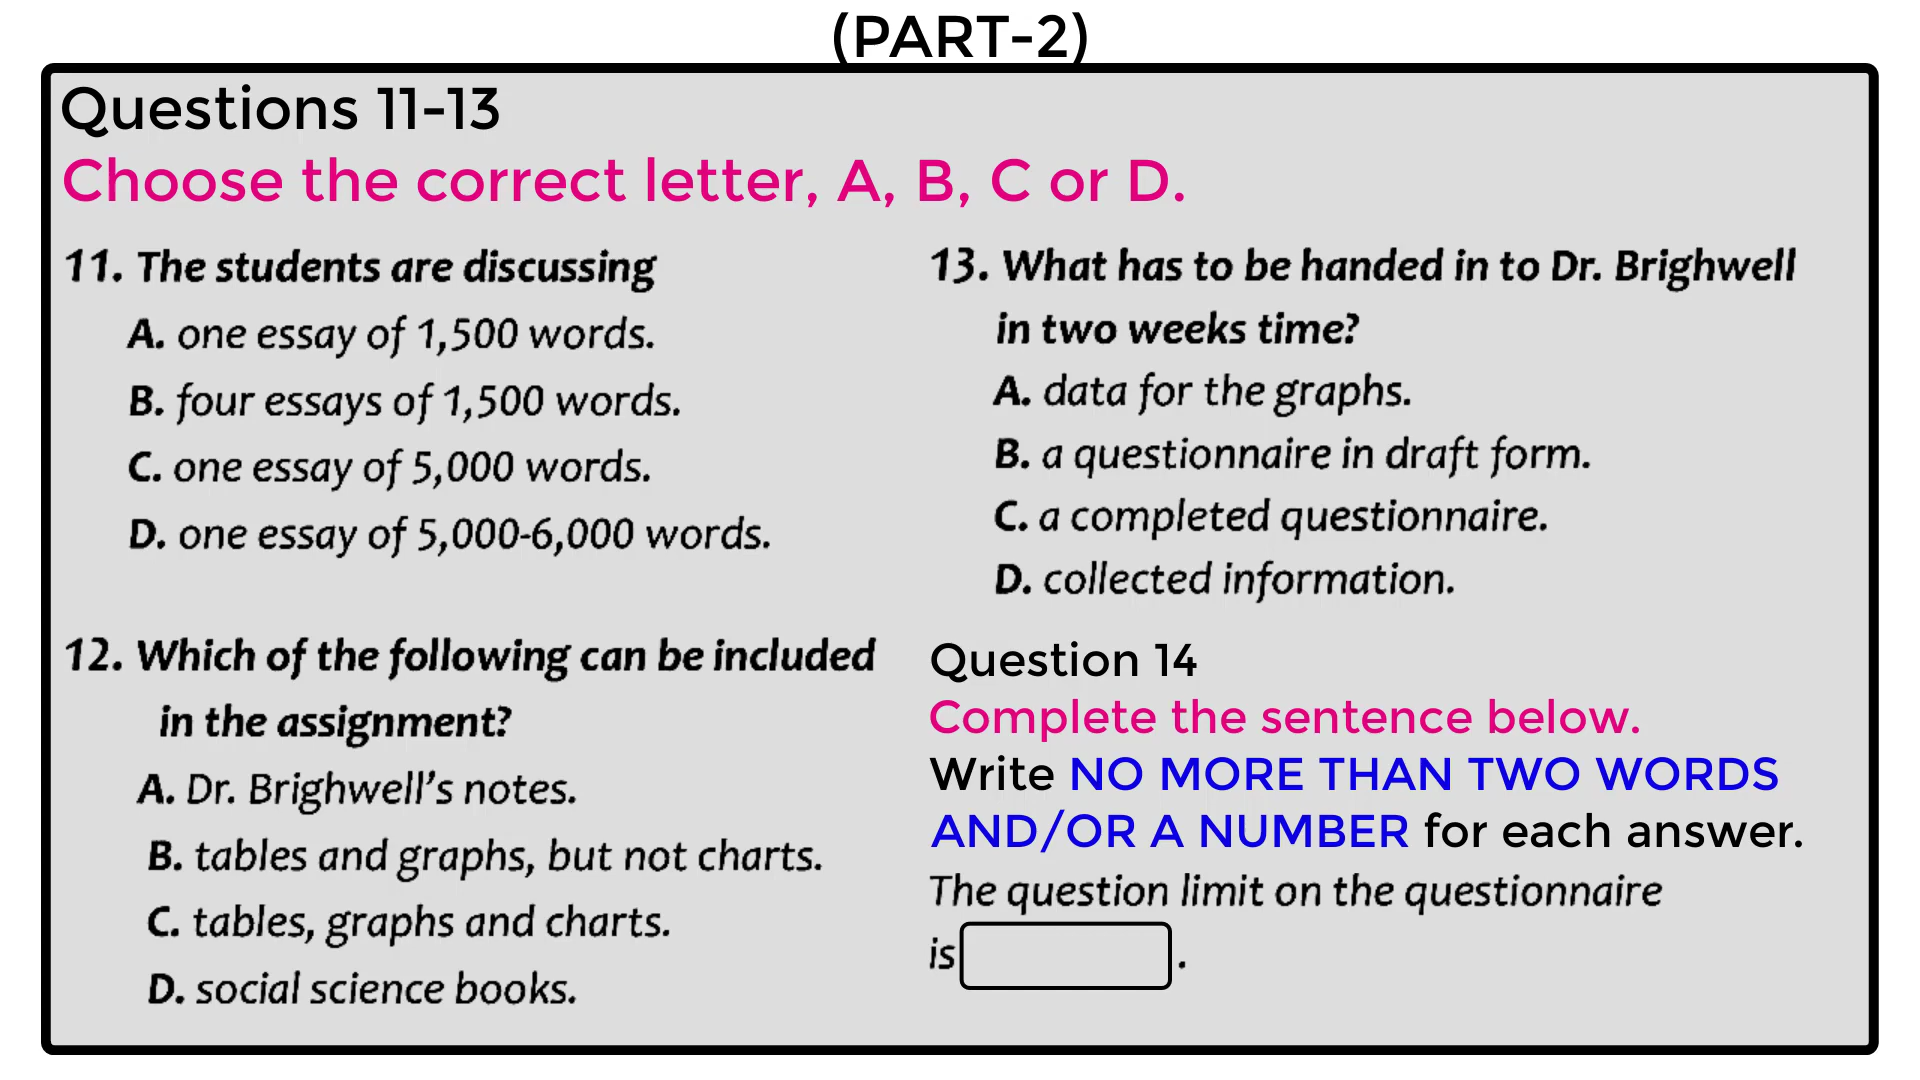 (PART-2)
Questions 11-13
Choose the correct letter, A, B, C or D.
11. The students are discussing
A. one essay of 1,500 words.
B. four essays of 1,500 words.
C. one essay of 5,000 words.
D. one essay of 5,000-6,000 words.
12. Which of the following can be included
in the assignment?
A. Dr. Brighwell's notes.
B. tables and graphs, but not charts.
C. tables, graphs and charts.
D. social science books.
13. What has to be handed in to Dr. Brighwell
in two weeks time?
A. data for the graphs.
B. a questionnaire in draft form.
C. a completed questionnaire.
D. collected information.
Question 14
Complete the sentence below.
Write NO MORE THAN TWO WORDS
AND/OR A NUMBER for each answer.
The question limit on the questionnaire
is .